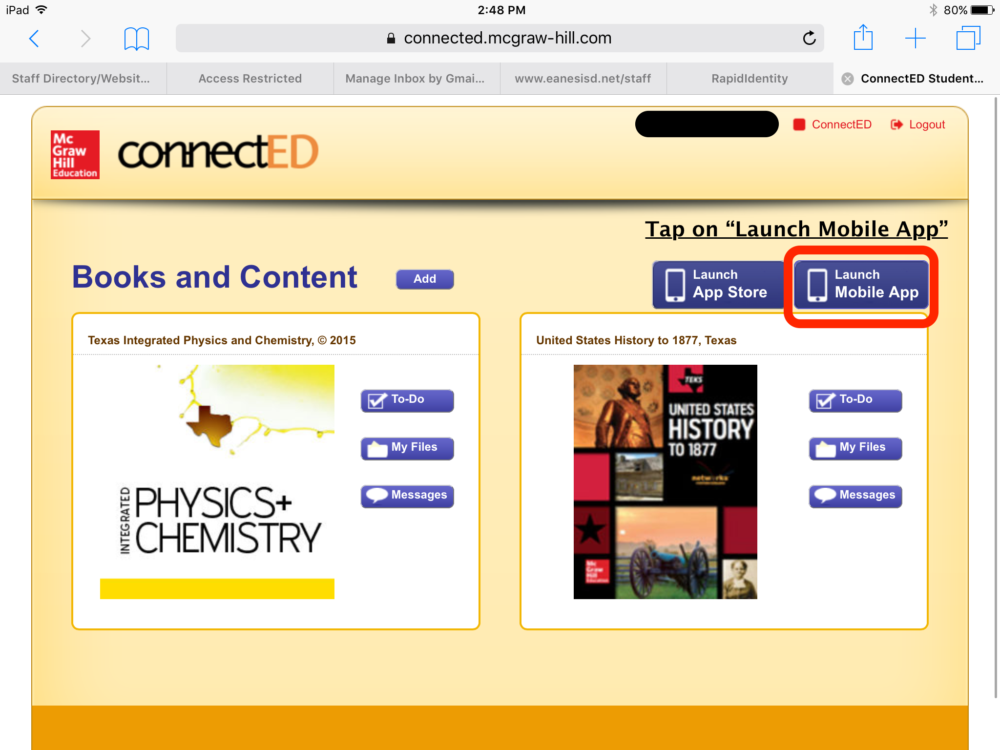 iPad
2:48 PM
80%
connected.mcgraw-hill.com
Staff Directory/Websit...
Access Restricted
Manage Inbox by Gmai...
www.eanesisd.net/staff
RapidIdentity
ConnectED Student...
ConnectED
Logout
Mc
Graw
Hill
Education
connectED
Tap on “Launch Mobile App”
Books and Content
Add
Launch
App Store
Launch
Mobile App
Texas Integrated Physics and Chemistry, © 2015
To-Do
My Files
Messages
INTEGRATED
PHYSICS+
CHEMISTRY
United States History to 1877, Texas
TEKS
UNITED STATES
HISTORY
TO 1877
networks
Mc
Graw
Hill
Education
To-Do
My Files
Messages